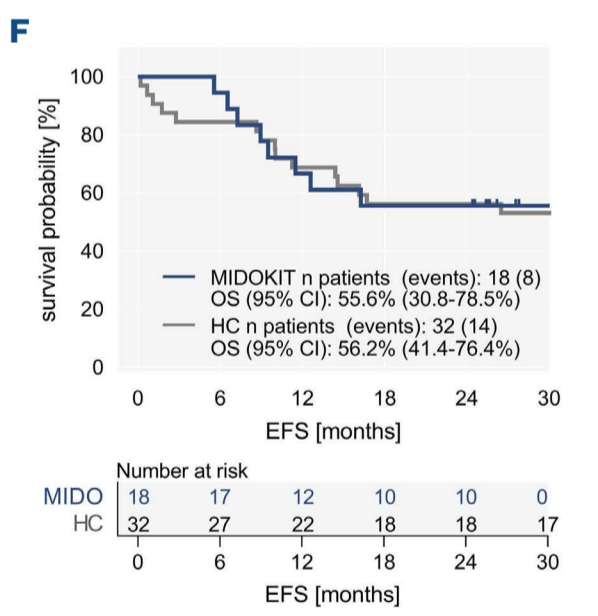 F
survival probability [%]
100
80
60
40
20
0
MIDOKIT n patients (events): 18 (8)
OS (95% CI): 55.6% (30.8-78.5%)
HC n patients (events): 32 (14)
OS (95% CI): 56.2% (41.4-76.4%)
0 6 12 18 24 30
EFS [months]
Number at risk
MIDO 18 17 12 10 10 0
HC 32 27 22 18 18 17
0 6 12 18 24 30
EFS [months]